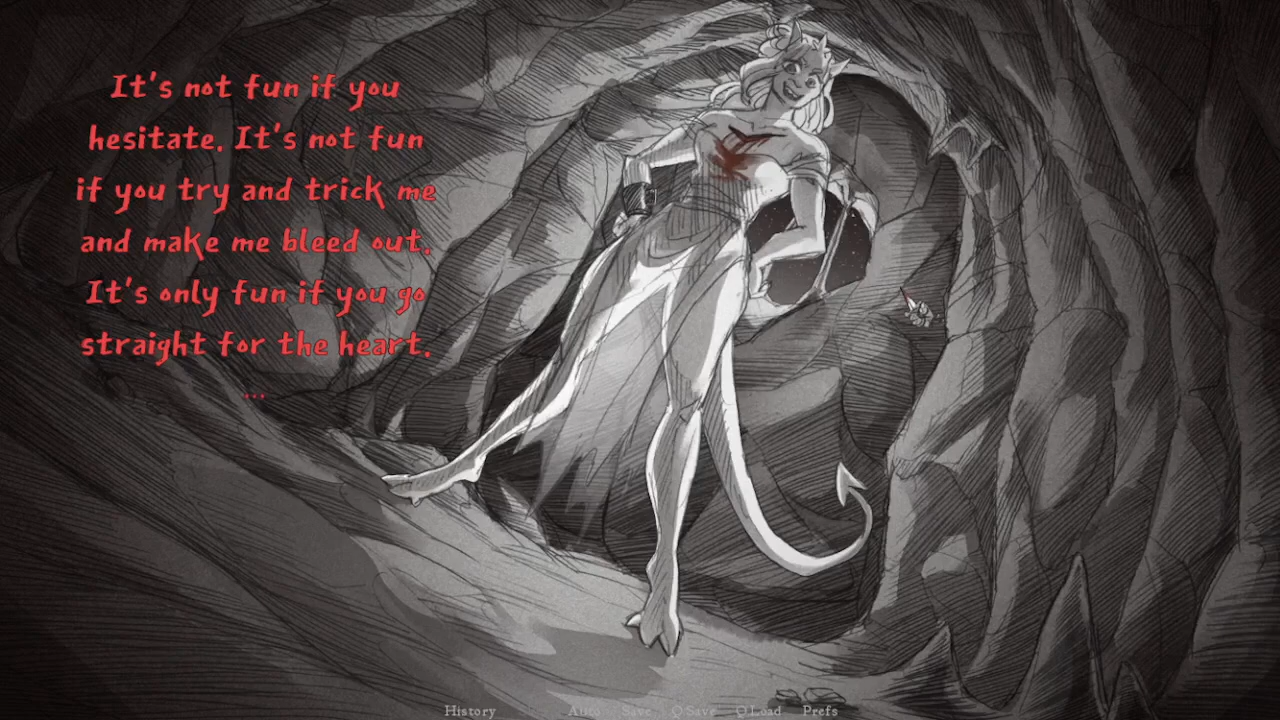 It's not fun if you
hesitate. It's not fun
if you try and trick me
and make me bleed out.
It's only fun if you go
straight for the heart.
...
History Auto Save Q.Save Q.Load Prefs